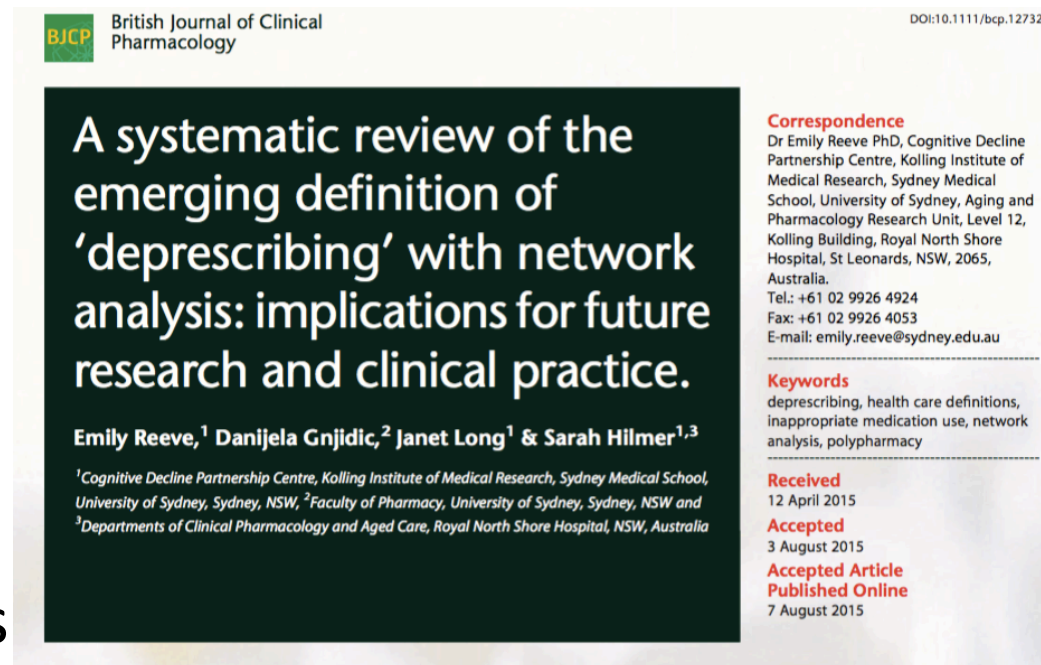 BJCP
British Journal of Clinical
Pharmacology
DOI:10.1111/bcp.12732
A systematic review of the
emerging definition of
‘deprescribing’ with network
analysis: implications for future
research and clinical practice.
Emily Reeve,¹ Danijela Gnjidic,² Janet Long¹ & Sarah Hilmer¹,³
¹Cognitive Decline Partnership Centre, Kolling Institute of Medical Research, Sydney Medical School,
University of Sydney, Sydney, NSW, ²Faculty of Pharmacy, University of Sydney, Sydney, NSW and
³Departments of Clinical Pharmacology and Aged Care, Royal North Shore Hospital, NSW, Australia
Correspondence
Dr Emily Reeve PhD, Cognitive Decline
Partnership Centre, Kolling Institute of
Medical Research, Sydney Medical
School, University of Sydney, Aging and
Pharmacology Research Unit, Level 12,
Kolling Building, Royal North Shore
Hospital, St Leonards, NSW, 2065,
Australia.
Tel.: +61 02 9926 4924
Fax: +61 02 9926 4053
E-mail: emily.reeve@sydney.edu.au
Keywords
deprescribing, health care definitions,
inappropriate medication use, network
analysis, polypharmacy
Received
12 April 2015
Accepted
3 August 2015
Accepted Article
Published Online
7 August 2015
s